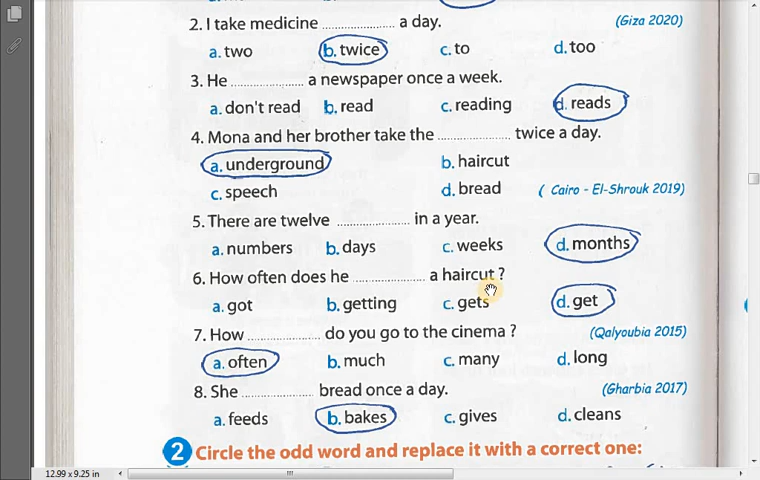 2. I take medicine .................... a day. (Giza 2020)
a. two b. twice c. to d. too
3. He .................... a newspaper once a week.
a. don't read b. read c. reading d. reads
4. Mona and her brother take the .................... twice a day.
a. underground b. haircut
c. speech d. bread ( Cairo - El-Shrouk 2019)
5. There are twelve .................... in a year.
a. numbers b. days c. weeks d. months
6. How often does he .................... a haircut ?
a. got b. getting c. gets d. get
7. How .................... do you go to the cinema ? (Qalyoubia 2015)
a. often b. much c. many d. long
8. She .................... bread once a day. (Gharbia 2017)
a. feeds b. bakes c. gives d. cleans
2 Circle the odd word and replace it with a correct one:
12.99 x 9.25 in